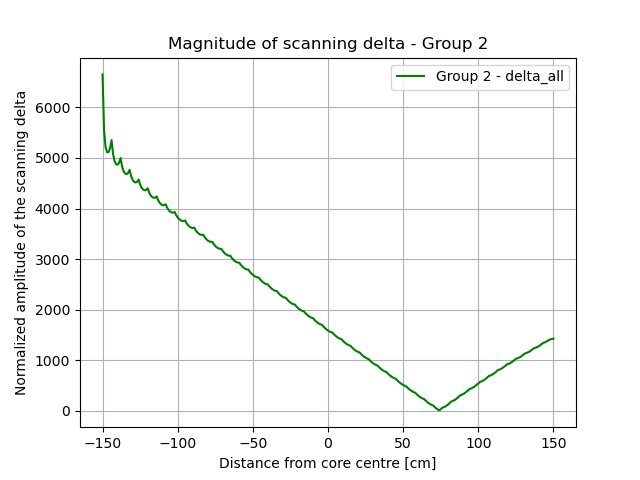 Magnitude of scanning delta - Group 2
Group 2 - delta_all
Normalized amplitude of the scanning delta
6000
5000
4000
3000
2000
1000
0
−150 −100 −50 0 50 100 150
Distance from core centre [cm]